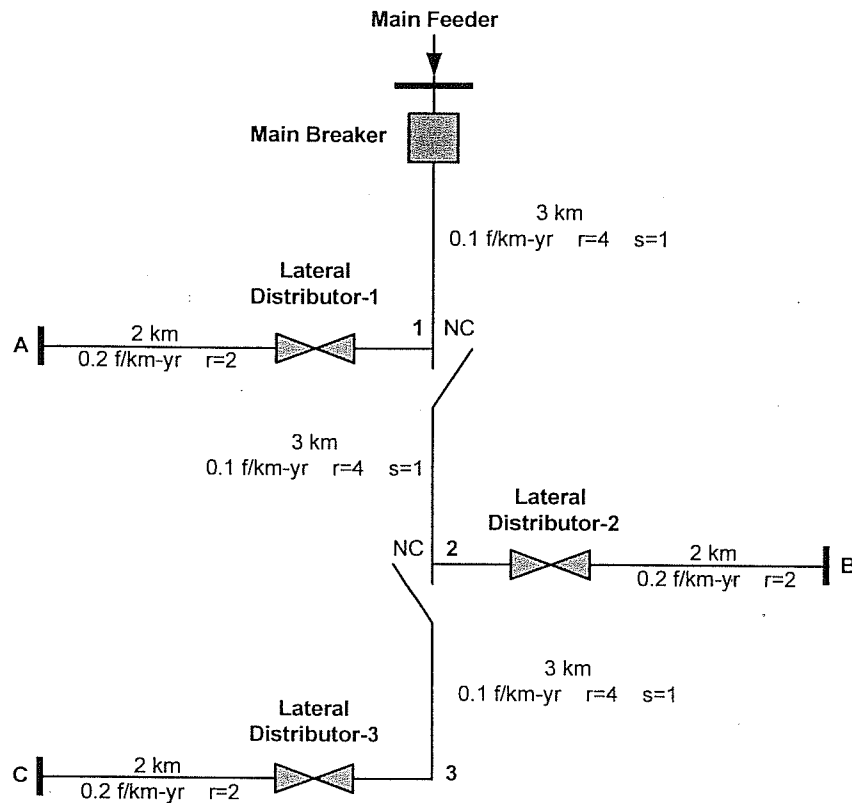 Main Feeder
Main Breaker
3 km
0.1 f/km-yr r=4 s=1
Lateral
Distributor-1
1 NC
A
2 km
0.2 f/km-yr r=2
3 km
0.1 f/km-yr r=4 s=1
Lateral
Distributor-2
NC 2
2 km
B
0.2 f/km-yr r=2
3 km
0.1 f/km-yr r=4 s=1
Lateral
Distributor-3
C
2 km
3
0.2 f/km-yr r=2